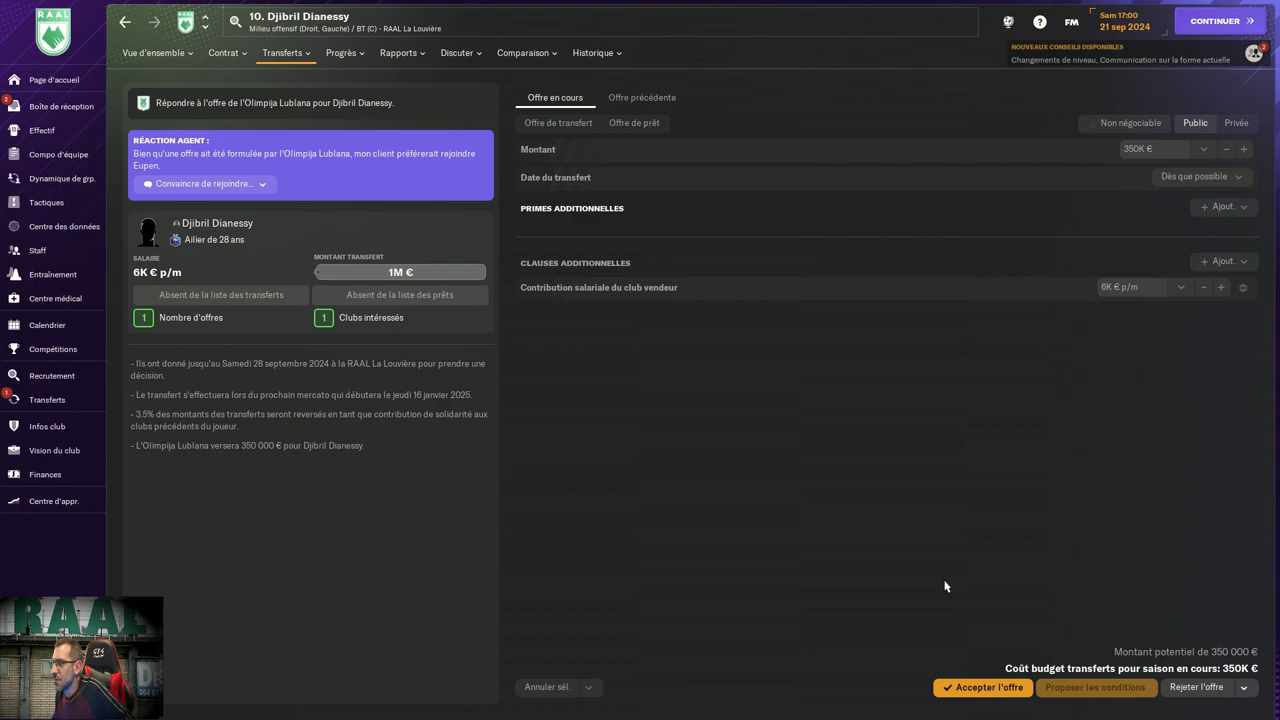 RAAL
10. Djibril Dianessy
Milieu offensif (Droit, Gauche) / BT (C) - RAAL La Louvière
FM
Sam 17:00
21 sep 2024
CONTINUER
Vue d'ensemble
Contrat
Transferts
Progrès
Rapports
Discuter
Comparaison
Historique
NOUVEAUX CONSEILS DISPONIBLES
Changements de niveau, Communication sur la forme actuelle
2
Page d'accueil
2
Boîte de réception
Effectif
Compo d'équipe
Dynamique de grp.
Tactiques
Centre des données
Staff
Entraînement
Centre médical
Calendrier
Compétitions
Recrutement
1
Transferts
Infos club
Vision du club
Finances
Centre d'appr.
Répondre à l'offre de l'Olimpija Lublana pour Djibril Dianessy.
RÉACTION AGENT :
Bien qu'une offre ait été formulée par l'Olimpija Lublana, mon client préférerait rejoindre
Eupen.
Convaincre de rejoindre...
Djibril Dianessy
Ailier de 28 ans
SALAIRE
6K € p/m
MONTANT TRANSFERT
1M €
Absent de la liste des transferts
Absent de la liste des prêts
1 Nombre d'offres
1 Clubs intéressés
- Ils ont donné jusqu'au Samedi 28 septembre 2024 à la RAAL La Louvière pour prendre une
décision.
- Le transfert s'effectuera lors du prochain mercato qui débutera le jeudi 16 janvier 2025.
- 3.5% des montants des transferts seront reversés en tant que contribution de solidarité aux
clubs précédents du joueur.
- L'Olimpija Lublana versera 350 000 € pour Djibril Dianessy.
Offre en cours
Offre précédente
Offre de transfert
Offre de prêt
Non négociable
Public
Privée
Montant
350K €
Date du transfert
Dès que possible
PRIMES ADDITIONNELLES
Ajout.
CLAUSES ADDITIONNELLES
Ajout.
Contribution salariale du club vendeur
6K € p/m
Montant potentiel de 350 000 €
Coût budget transferts pour saison en cours: 350K €
Annuler sél.
Accepter l'offre
Proposer les conditions
Rejeter l'offre
RAAL
GT4